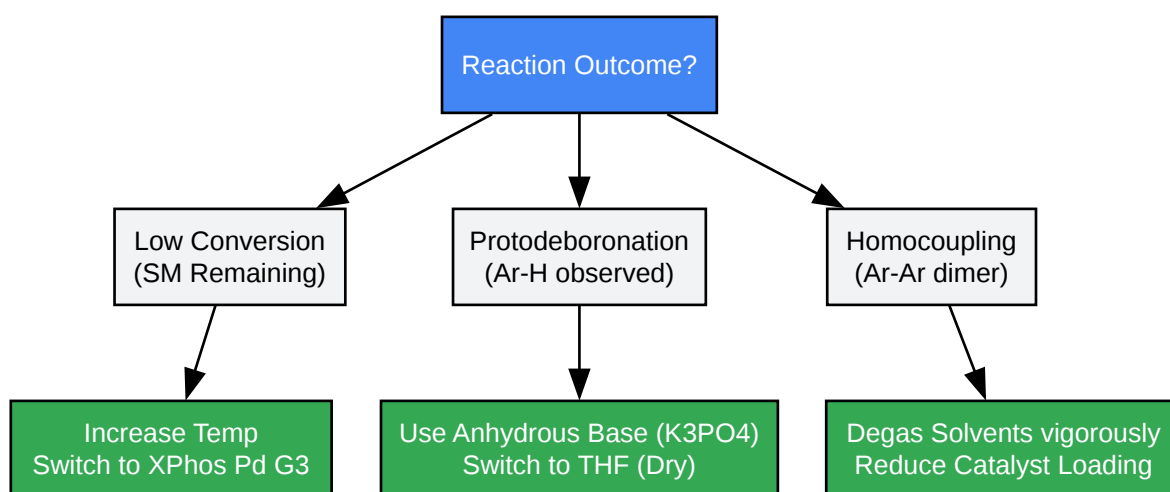 Reaction Outcome?
Low Conversion
(SM Remaining)
Protodeboronation
(Ar-H observed)
Homocoupling
(Ar-Ar dimer)
Increase Temp
Switch to XPhos Pd G3
Use Anhydrous Base (K3PO4)
Switch to THF (Dry)
Degas Solvents vigorously
Reduce Catalyst Loading